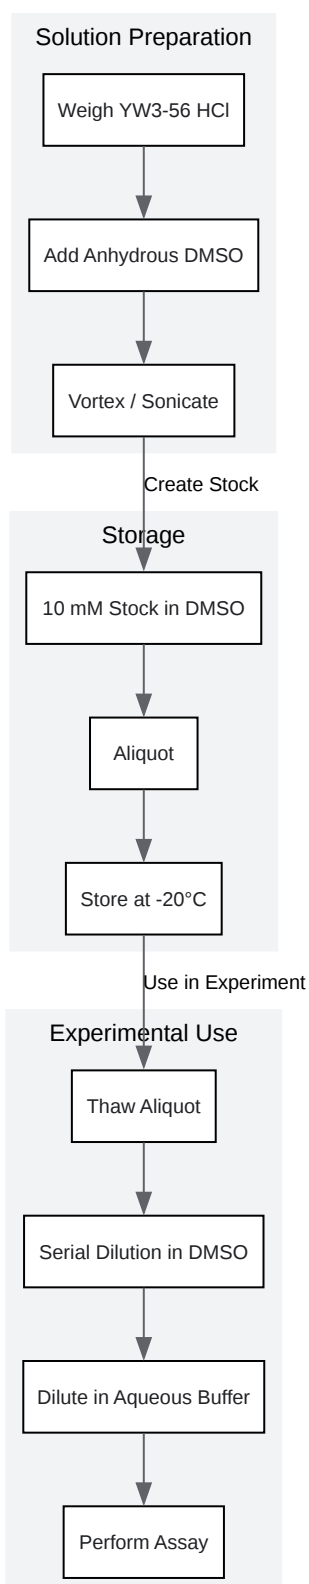 Solution Preparation
Weigh YW3-56 HCl
Add Anhydrous DMSO
Vortex / Sonicate
Create Stock
Storage
10 mM Stock in DMSO
Aliquot
Store at -20°C
Use in Experiment
Experimental Use
Thaw Aliquot
Serial Dilution in DMSO
Dilute in Aqueous Buffer
Perform Assay